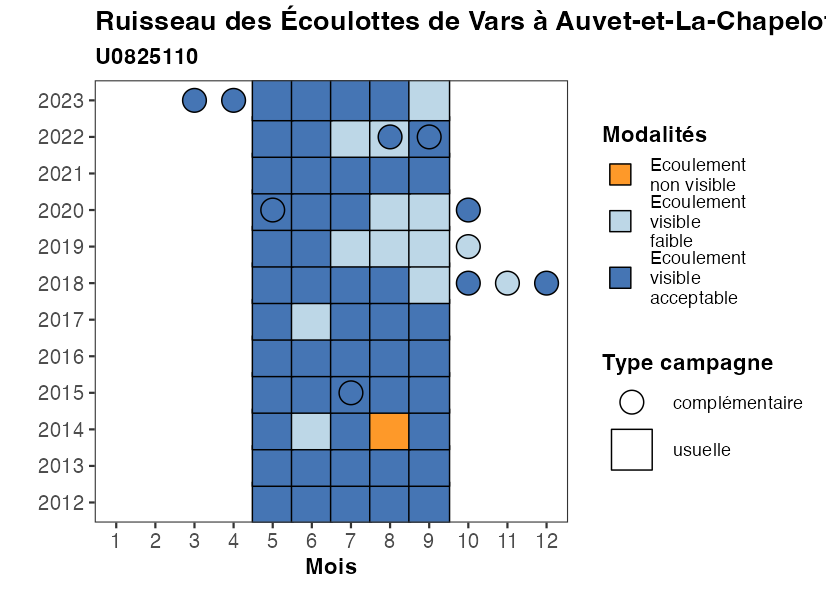 Ruisseau des Écoulottes de Vars à Auvet-et-La-Chapelo
U0825110
2023
2022
2021
2020
2019
2018
2017
2016
2015
2014
2013
2012
1 2 3 4 5 6 7 8 9 10 11 12
Mois
Modalités
Ecoulement
non visible
Ecoulement
visible
faible
Ecoulement
visible
acceptable
Type campagne
complémentaire
usuelle